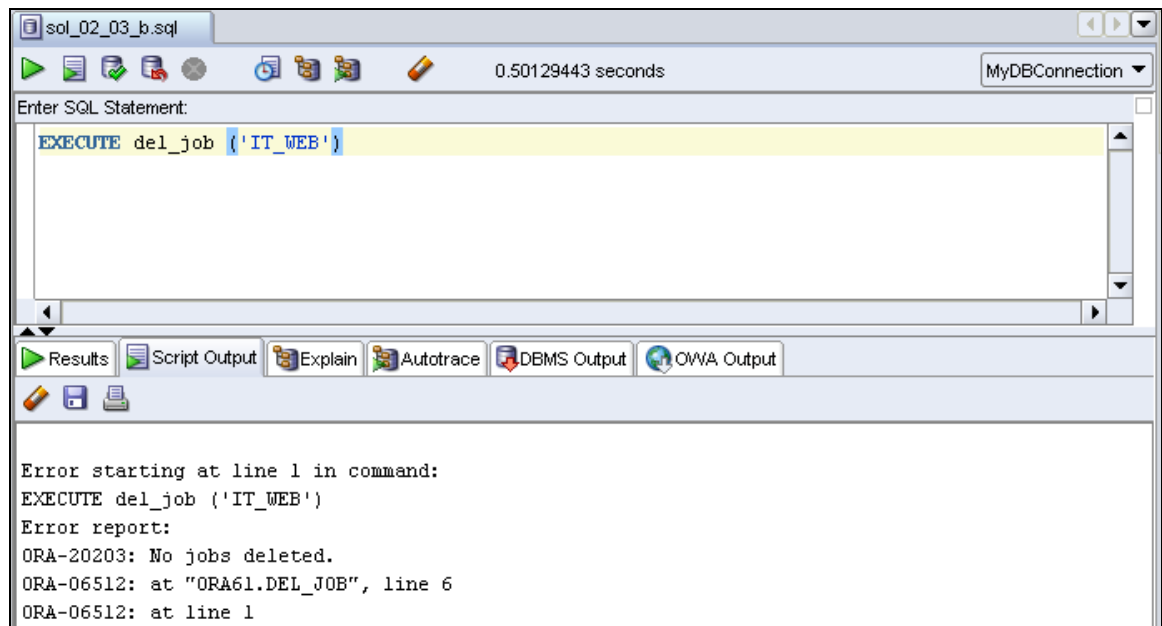 sol_02_03_b.sql
0.50129443 seconds
MyDBConnection
Enter SQL Statement:
EXECUTE del_job ('IT_WEB')
Results Script Output Explain Autotrace DBMS Output OWA Output
Error starting at line 1 in command:
EXECUTE del_job ('IT_WEB')
Error report:
ORA-20203: No jobs deleted.
ORA-06512: at "ORA61.DEL_JOB", line 6
ORA-06512: at line 1